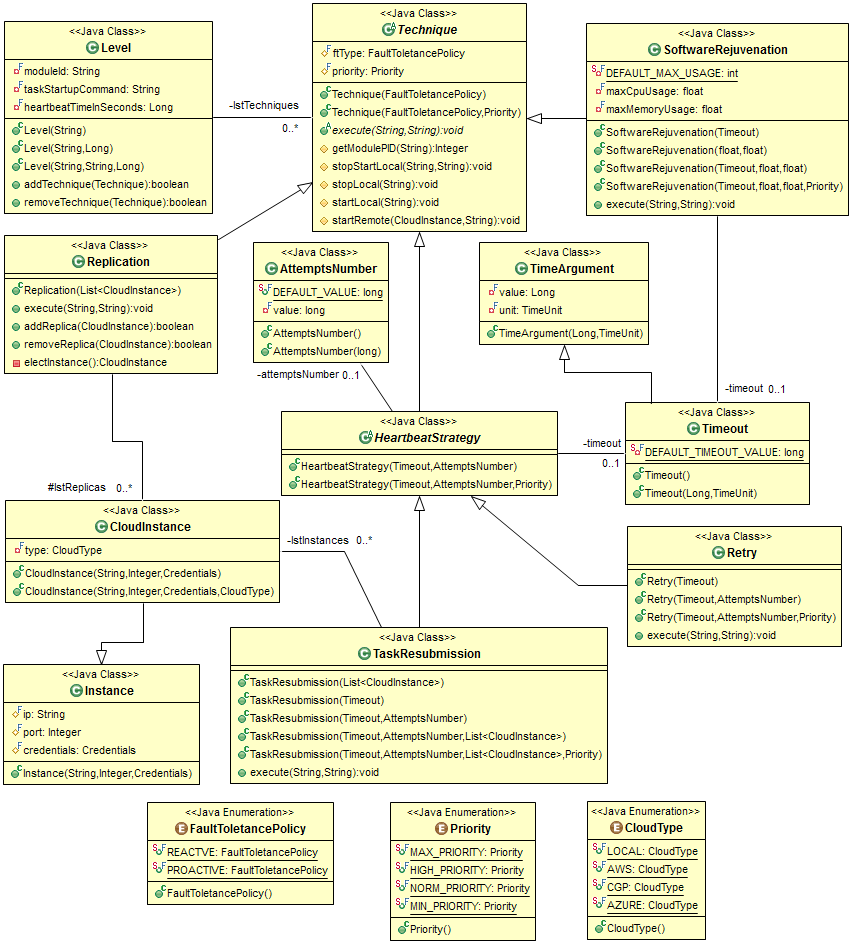 <<Java Class>>
Level
moduleId: String
taskStartupCommand: String
heartbeatTimeInSeconds: Long
Level(String)
Level(String,Long)
Level(String,String,Long)
addTechnique(Technique):boolean
removeTechnique(Technique):boolean
-lstTechniques
0..*
<<Java Class>>
Technique
ftType: FaultToletancePolicy
priority: Priority
Technique(FaultToletancePolicy)
Technique(FaultToletancePolicy,Priority)
execute(String,String):void
getModulePID(String):Integer
stopStartLocal(String,String):void
stopLocal(String):void
startLocal(String):void
startRemote(CloudInstance,String):void
<<Java Class>>
SoftwareRejuvenation
DEFAULT_MAX_USAGE: int
maxCpuUsage: float
maxMemoryUsage: float
SoftwareRejuvenation(Timeout)
SoftwareRejuvenation(float,float)
SoftwareRejuvenation(Timeout,float,float)
SoftwareRejuvenation(Timeout,float,float,Priority)
execute(String,String):void
<<Java Class>>
Replication
Replication(List<CloudInstance>)
execute(String,String):void
addReplica(CloudInstance):boolean
removeReplica(CloudInstance):boolean
electInstance():CloudInstance
<<Java Class>>
AttemptsNumber
DEFAULT_VALUE: long
value: long
AttemptsNumber()
AttemptsNumber(long)
-attemptsNumber 0..1
<<Java Class>>
TimeArgument
value: Long
unit: TimeUnit
TimeArgument(Long,TimeUnit)
-timeout 0..1
<<Java Class>>
HeartbeatStrategy
HeartbeatStrategy(Timeout,AttemptsNumber)
HeartbeatStrategy(Timeout,AttemptsNumber,Priority)
-timeout
0..1
<<Java Class>>
Timeout
DEFAULT_TIMEOUT_VALUE: long
Timeout()
Timeout(Long,TimeUnit)
#lstReplicas 0..*
<<Java Class>>
CloudInstance
type: CloudType
CloudInstance(String,Integer,Credentials)
CloudInstance(String,Integer,Credentials,CloudType)
-lstInstances 0..*
<<Java Class>>
Retry
Retry(Timeout)
Retry(Timeout,AttemptsNumber)
Retry(Timeout,AttemptsNumber,Priority)
execute(String,String):void
<<Java Class>>
Instance
ip: String
port: Integer
credentials: Credentials
Instance(String,Integer,Credentials)
<<Java Class>>
TaskResubmission
TaskResubmission(List<CloudInstance>)
TaskResubmission(Timeout)
TaskResubmission(Timeout,AttemptsNumber)
TaskResubmission(Timeout,AttemptsNumber,List<CloudInstance>)
TaskResubmission(Timeout,AttemptsNumber,List<CloudInstance>,Priority)
execute(String,String):void
<<Java Enumeration>>
FaultToletancePolicy
REACTVE: FaultToletancePolicy
PROACTIVE: FaultToletancePolicy
FaultToletancePolicy()
<<Java Enumeration>>
Priority
MAX_PRIORITY: Priority
HIGH_PRIORITY: Priority
NORM_PRIORITY: Priority
MIN_PRIORITY: Priority
Priority()
<<Java Enumeration>>
CloudType
LOCAL: CloudType
AWS: CloudType
CGP: CloudType
AZURE: CloudType
CloudType()